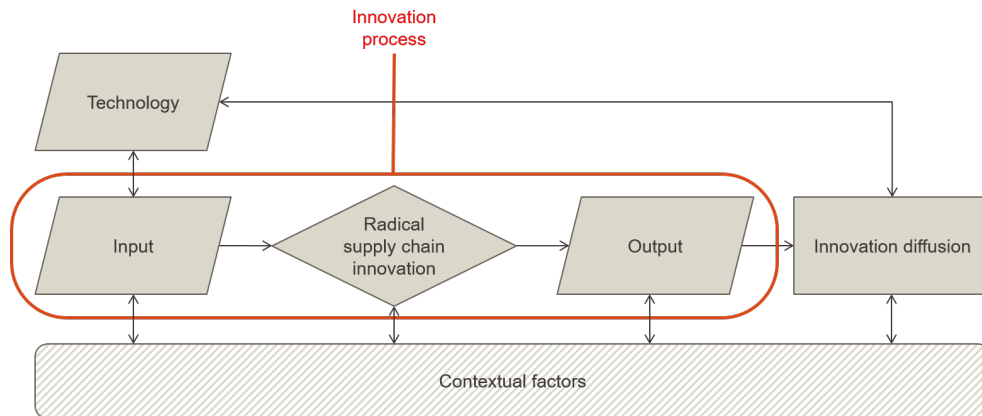 Innovation
process
Technology
Input
Radical
supply chain
innovation
Output
Innovation diffusion
Contextual factors